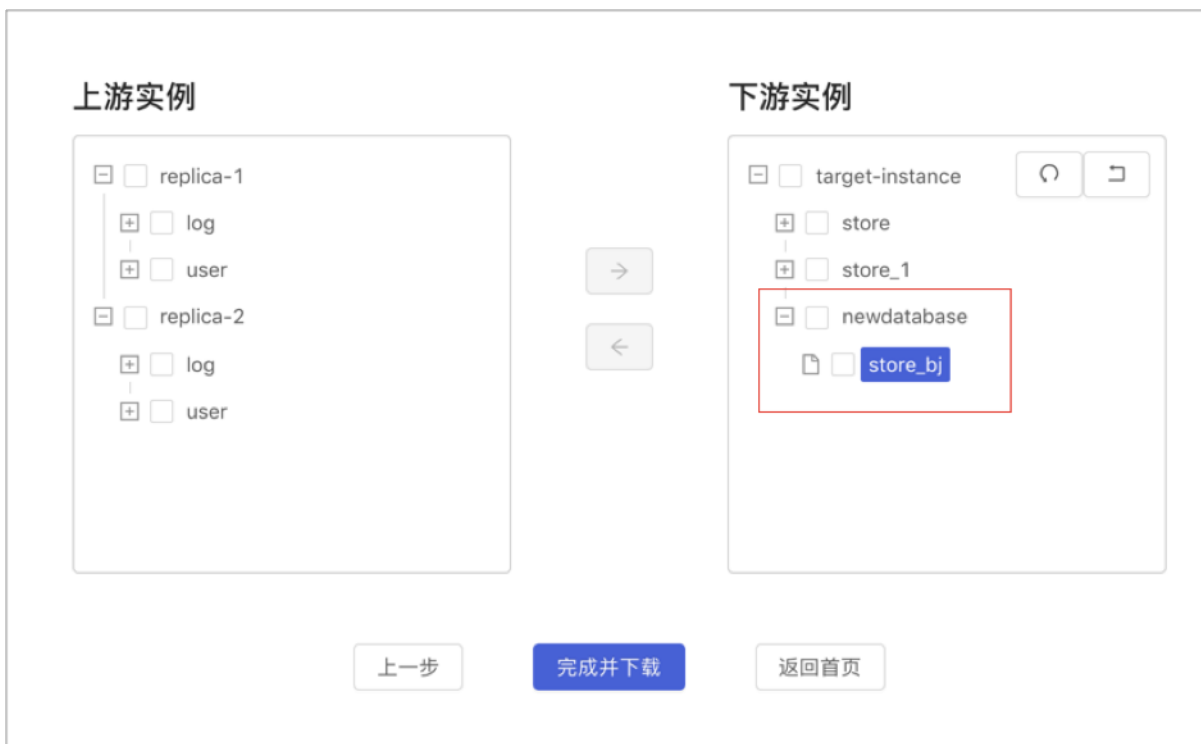 上游实例
replica-1
log
user
replica-2
log
user
下游实例
target-instance
store
store_1
newdatabase
store_bj
上一步
完成并下载
返回首页